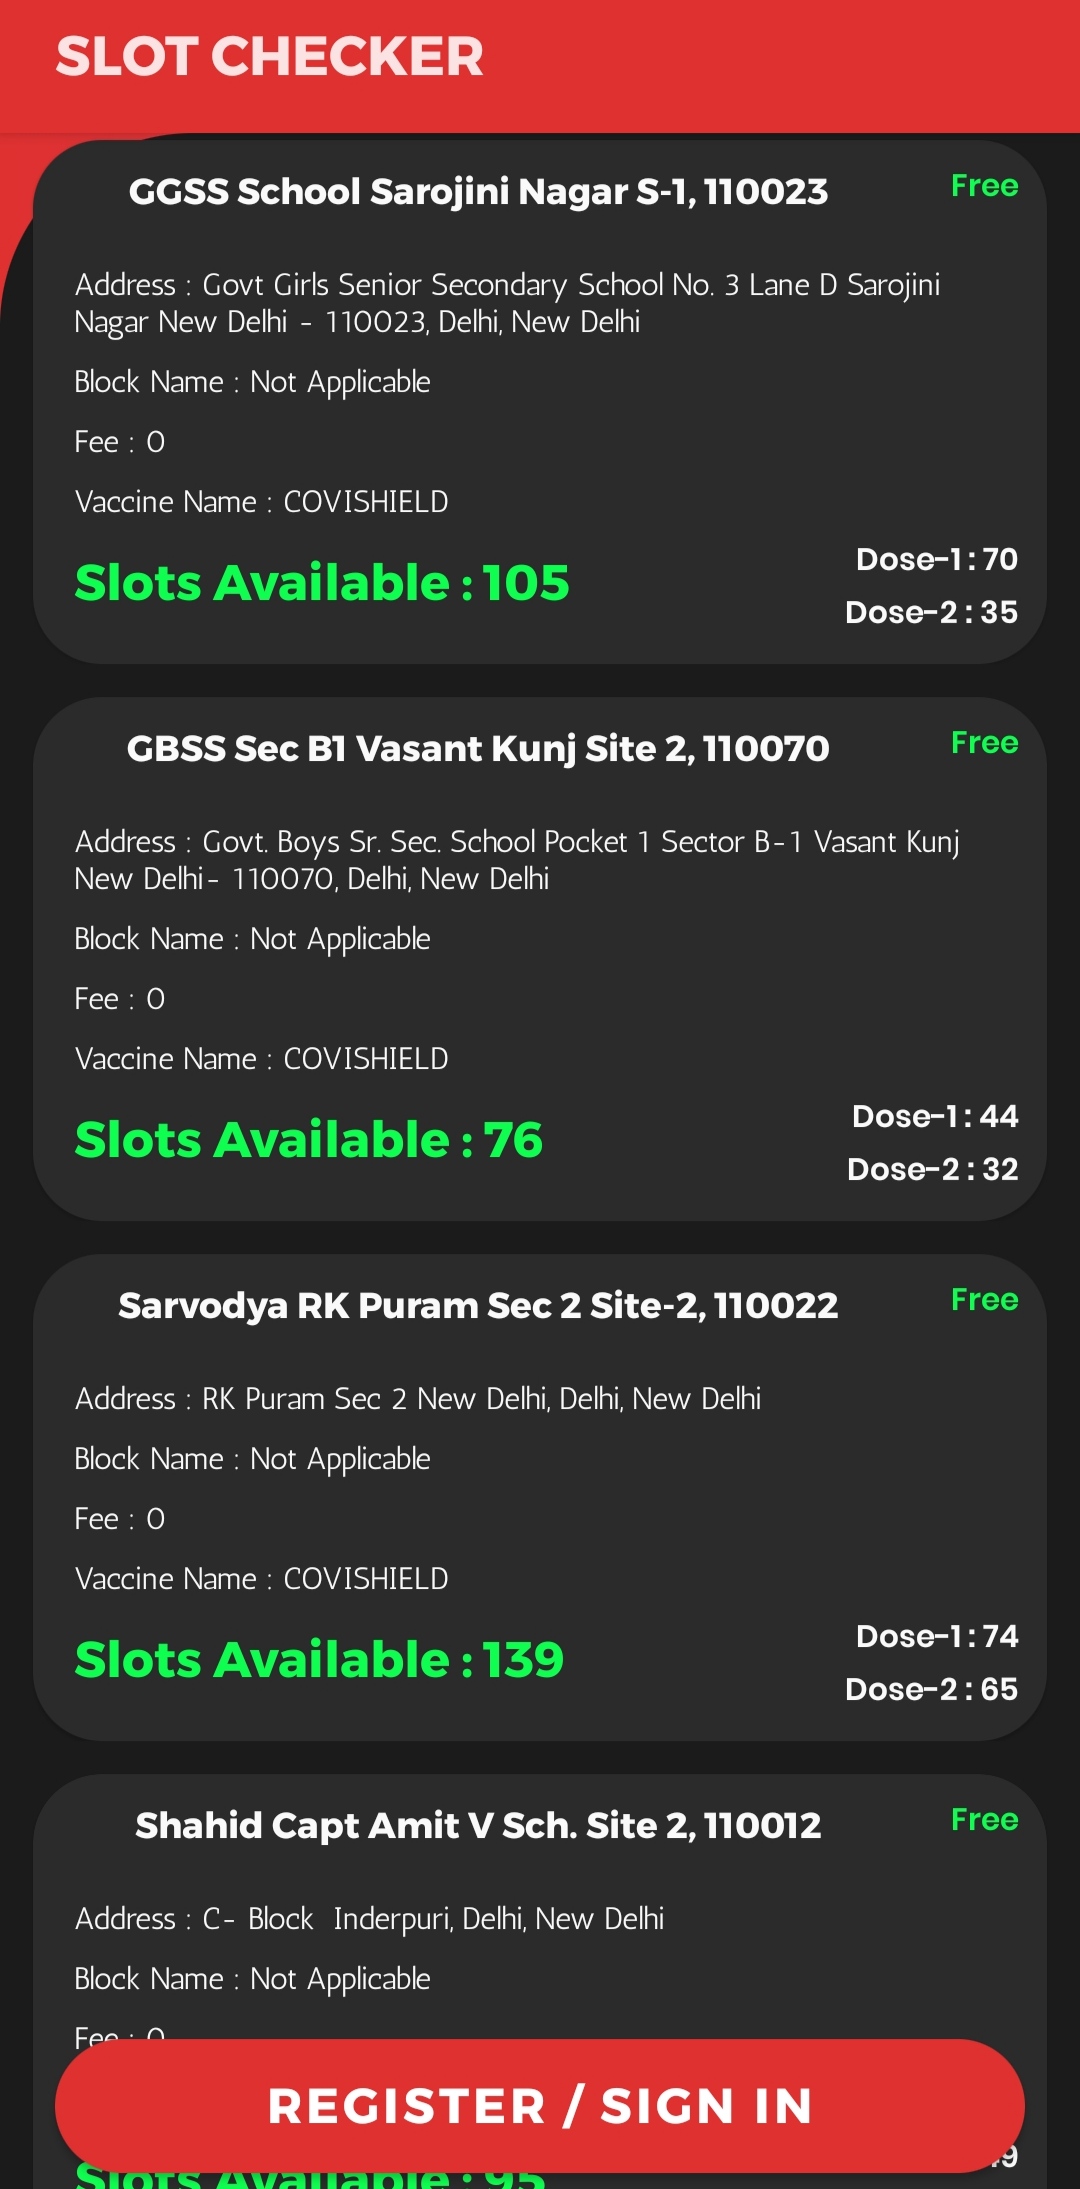 SLOT CHECKER
GGSS School Sarojini Nagar S-1, 110023
Free
Address : Govt Girls Senior Secondary School No. 3 Lane D Sarojini
Nagar New Delhi - 110023, Delhi, New Delhi
Block Name : Not Applicable
Fee : 0
Vaccine Name : COVISHIELD
Slots Available : 105
Dose-1 : 70
Dose-2 : 35
GBSS Sec B1 Vasant Kunj Site 2, 110070
Free
Address : Govt. Boys Sr. Sec. School Pocket 1 Sector B-1 Vasant Kunj
New Delhi- 110070, Delhi, New Delhi
Block Name : Not Applicable
Fee : 0
Vaccine Name : COVISHIELD
Slots Available : 76
Dose-1 : 44
Dose-2 : 32
Sarvodya RK Puram Sec 2 Site-2, 110022
Free
Address : RK Puram Sec 2 New Delhi, Delhi, New Delhi
Block Name : Not Applicable
Fee : 0
Vaccine Name : COVISHIELD
Slots Available : 139
Dose-1 : 74
Dose-2 : 65
Shahid Capt Amit V Sch. Site 2, 110012
Free
Address : C- Block  Inderpuri, Delhi, New Delhi
Block Name : Not Applicable
Fee : 0
REGISTER / SIGN IN
Slots Available : 95